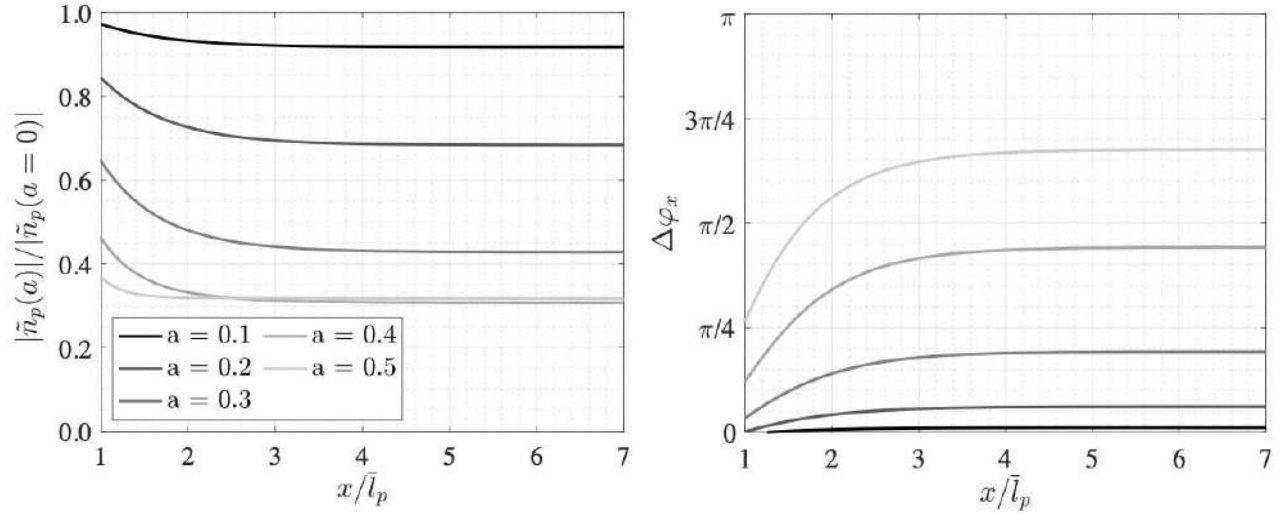 |ñ_p(a)|/|ñ_p(a = 0)|
1.0
0.8
0.6
0.4
0.2
0.0
a = 0.1
a = 0.4
a = 0.2
a = 0.5
a = 0.3
1 2 3 4 5 6 7
x/l̄_p
Δφ_x
π
3π/4
π/2
π/4
0
1 2 3 4 5 6 7
x/l̄_p